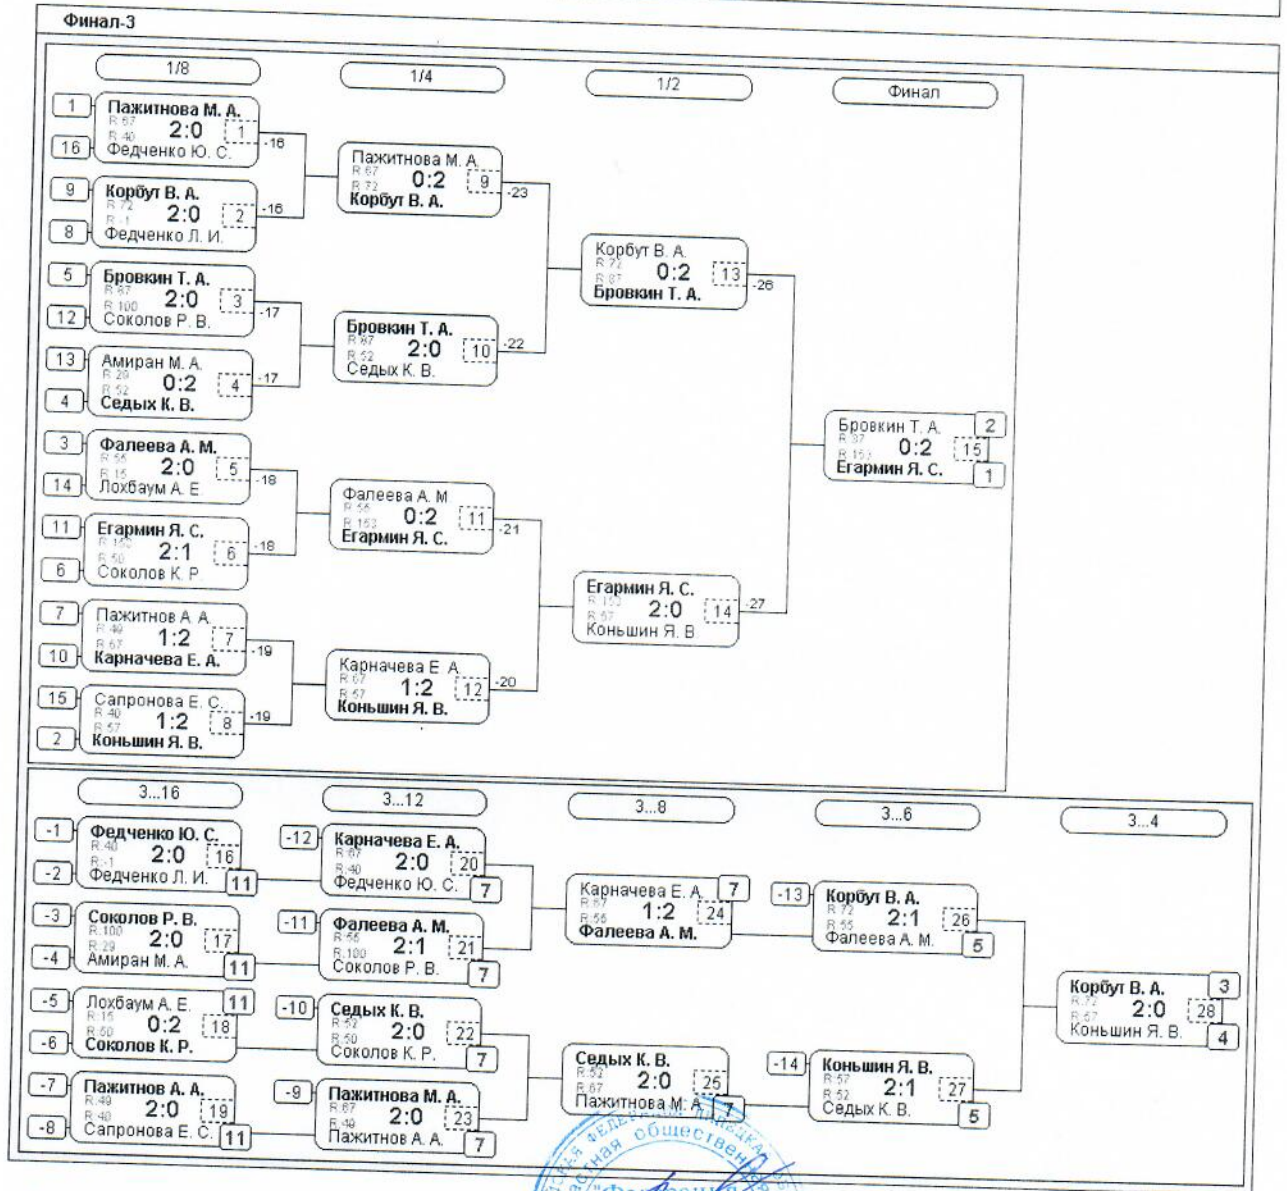 Финал-3
1/8
1/4
1/2
Финал
1 Пажитнова М. А.
R 67 2:0 1 -16
R 40
16 Федченко Ю. С.
9 Корбут В. А.
R 72 2:0 2 -16
R -1
8 Федченко Л. И.
5 Бровкин Т. А.
R 87 2:0 3 -17
R 100
12 Соколов Р. В.
13 Амиран М. А.
R 29 0:2 4 -17
R 52
4 Седых К. В.
3 Фалеева А. М.
R 55 2:0 5 -18
R 15
14 Лохбаум А. Е
11 Егармин Я. С.
R 153 2:1 6 -18
R 50
6 Соколов К. Р.
7 Пажитнов А. А
R 49 1:2 7 -19
R 67
10 Карначева Е. А.
15 Сапронова Е. С.
R 40 1:2 8 -19
R 57
2 Коньшин Я. В.
Пажитнова М. А
R 67 0:2 9 -23
R 72
Корбут В. А.
Бровкин Т. А.
R 87 2:0 10 -22
R 52
Седых К. В.
Фалеева А. М
R 55 0:2 11 -21
R 153
Егармин Я. С.
Карначева Е. А
R 67 1:2 12 -20
R 57
Коньшин Я. В.
Корбут В. А.
R 72 0:2 13 -26
R 87
Бровкин Т. А.
Егармин Я. С.
R 153 2:0 14 -27
R 57
Коньшин Я. В
Бровкин Т. А. 2
R 87 0:2 15
R 153
Егармин Я. С. 1
3...16
3...12
3...8
3...6
3...4
-1 Федченко Ю. С.
R:40 2:0 16
R:-1
-2 Федченко Л. И. 11
-3 Соколов Р. В.
R:100 2:0 17
R:29
-4 Амиран М. А. 11
-5 Лохбаум А. Е. 11
R:15 0:2 18
R:50
-6 Соколов К. Р.
-7 Пажитнов А. А.
R:49 2:0 19
R:40
-8 Сапронова Е. С. 11
-12 Карначева Е. А.
R:67 2:0 20
R:40
Федченко Ю. С. 7
-11 Фалеева А. М.
R:55 2:1 21
R:100
Соколов Р. В. 7
-10 Седых К. В.
R:52 2:0 22
R:50
Соколов К. Р. 7
-9 Пажитнова М. А.
R:67 2:0 23
R:49
Пажитнов А. А. 7
Карначева Е. А. 7
R:67 1:2 24
R:55
Фалеева А. М.
Седых К. В.
R:52 2:0 25
R:67
Пажитнова М. А 7
-13 Корбут В. А.
R:72 2:1 26
R:55
Фалеева А. М. 5
-14 Коньшин Я. В.
R:57 2:1 27
R:52
Седых К. В. 5
Корбут В. А. 3
R:72 2:0 28
R:57
Коньшин Я. В. 4